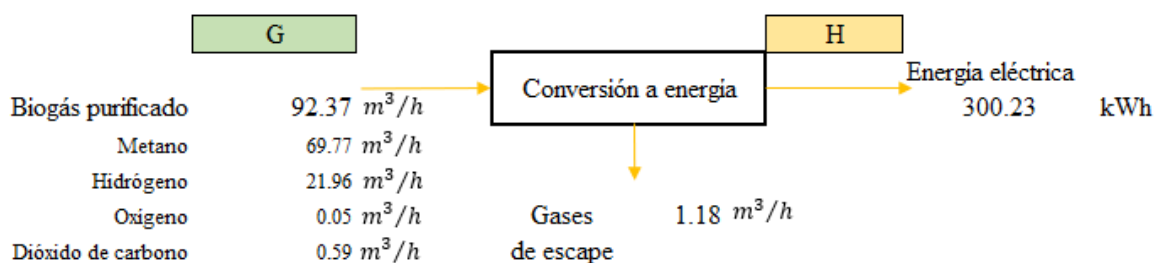 G
H
Conversión a energía
Energía eléctrica
300.23 kWh
Biogás purificado 92.37 m³/h
Metano 69.77 m³/h
Hidrógeno 21.96 m³/h
Oxígeno 0.05 m³/h
Dióxido de carbono 0.59 m³/h
Gases 1.18 m³/h
de escape